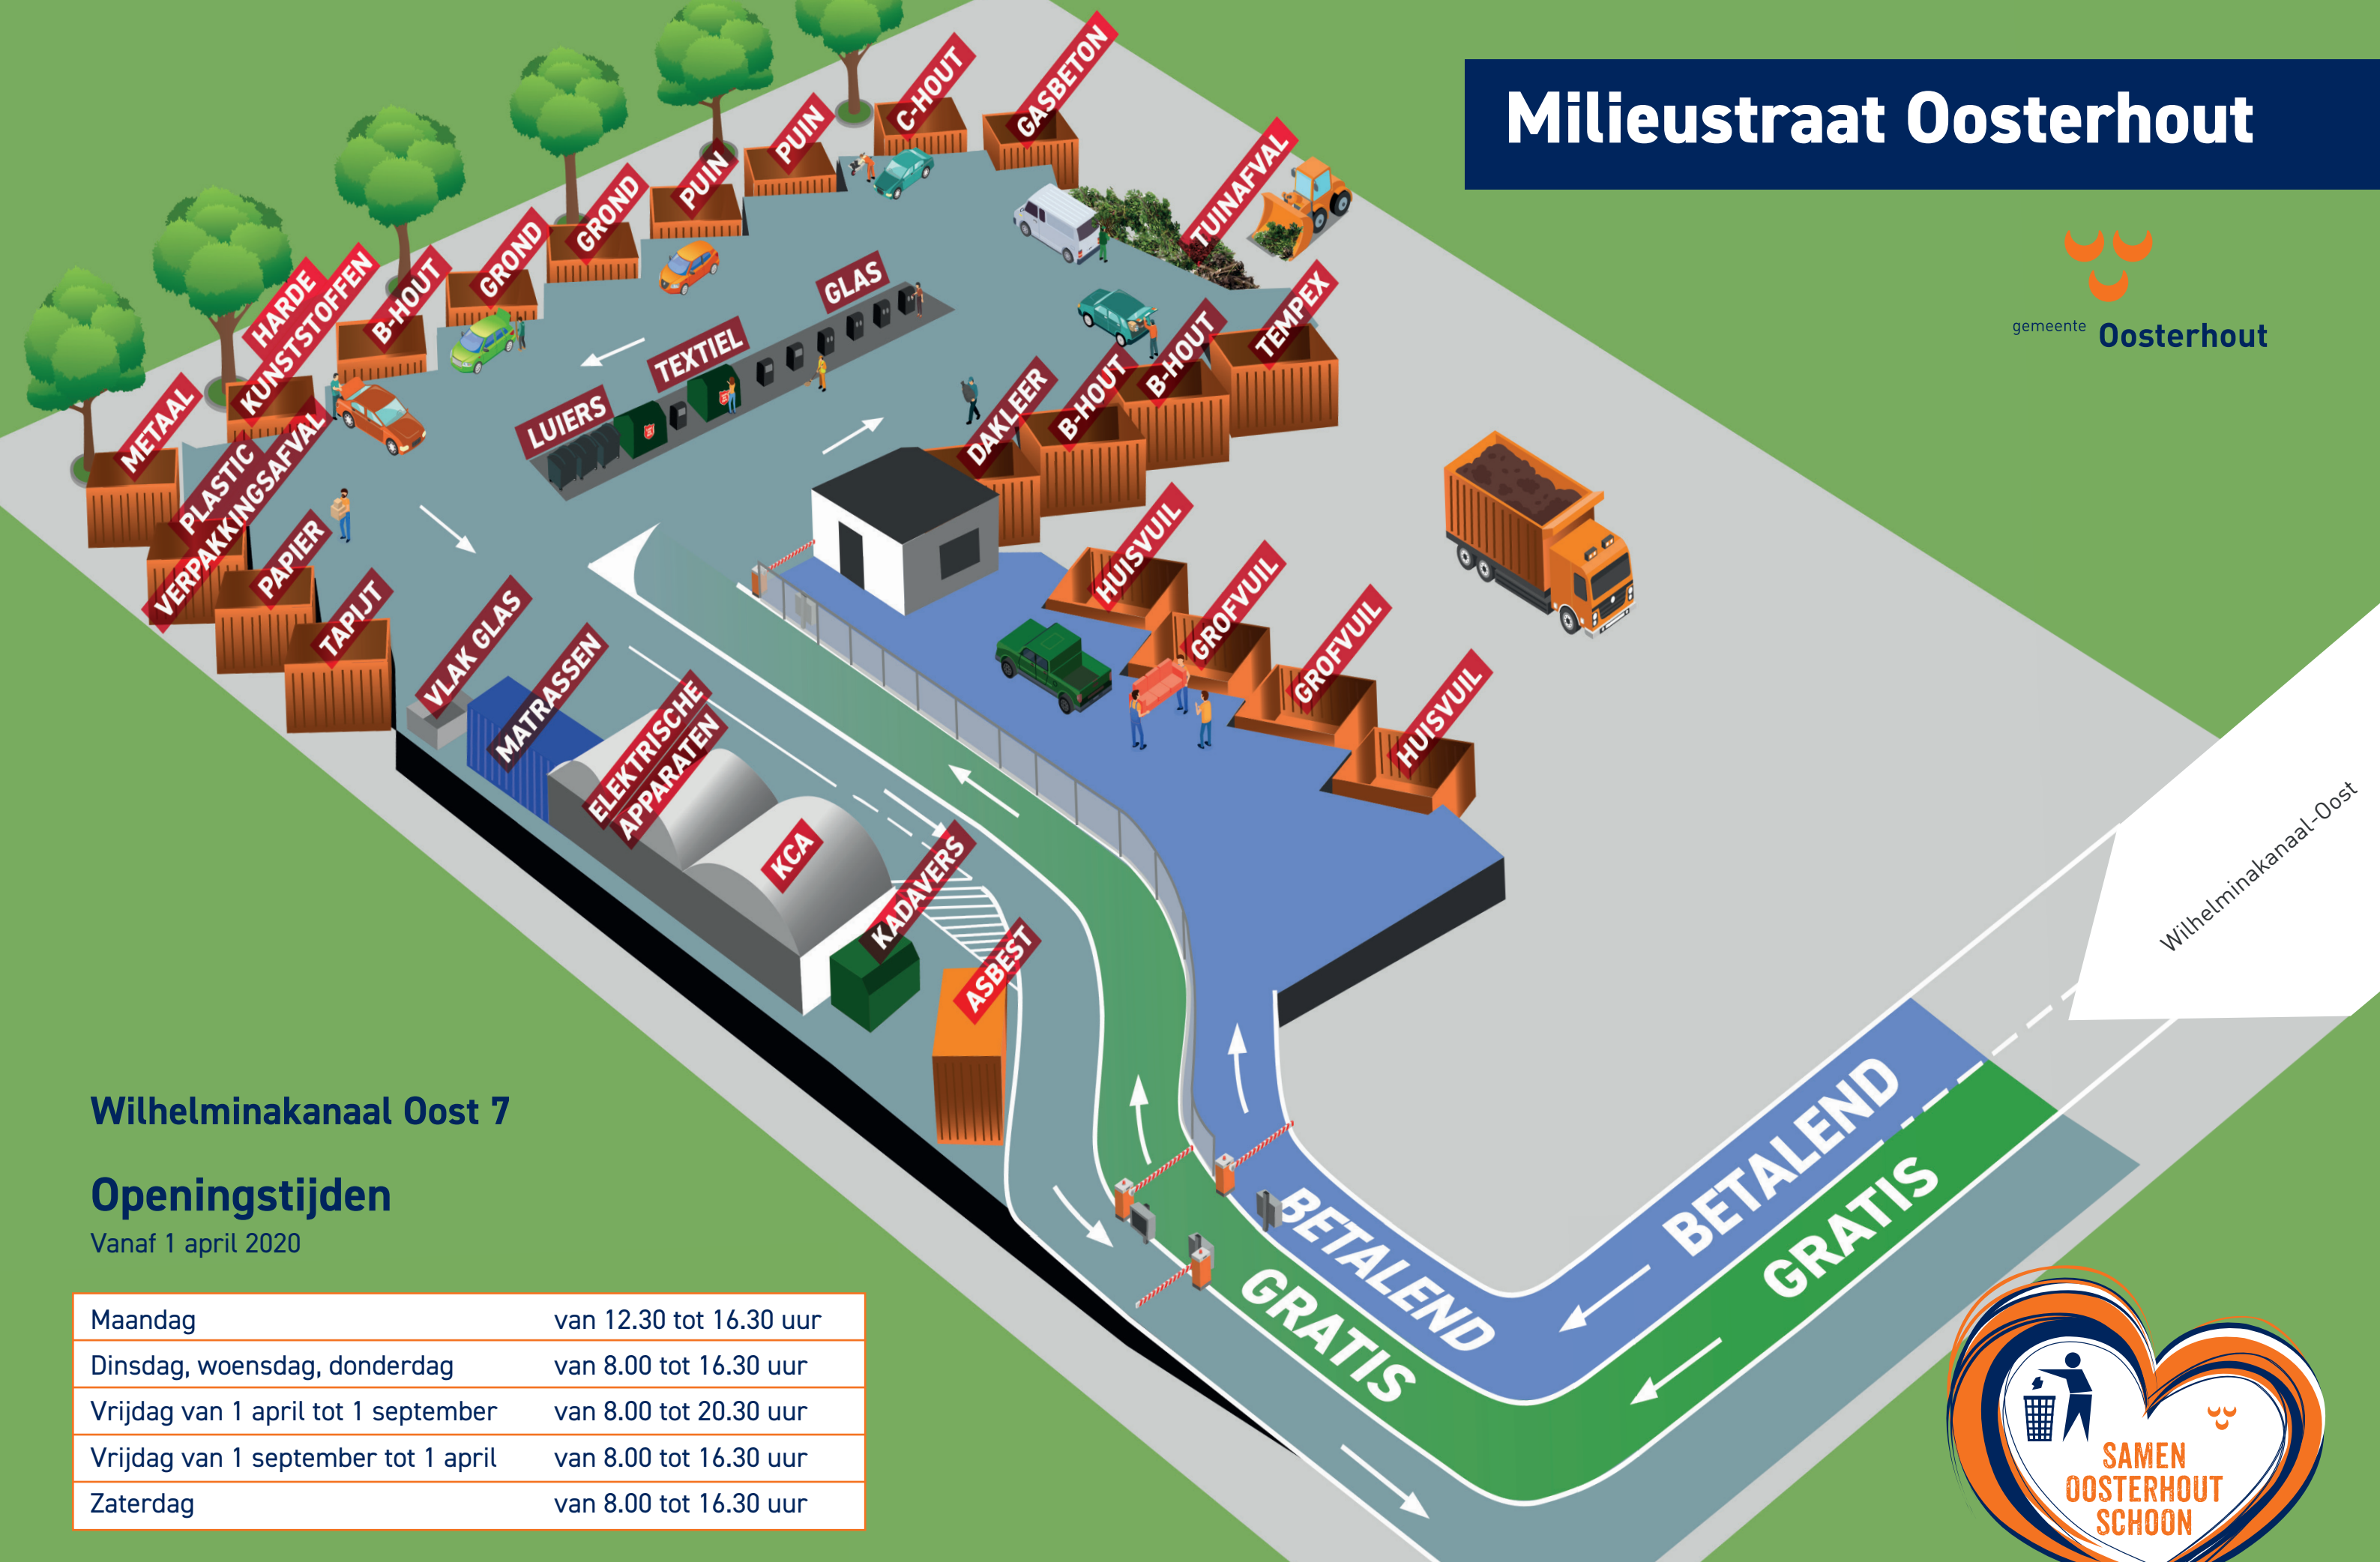 Milieustraat Oosterhout
gemeente Oosterhout
C-HOUT
GASBETON
PUIN
PUIN
TUINAFVAL
GROND
GROND
GLAS
HARDE
KUNSTSTOFFEN
B-HOUT
TEXTIEL
LUIERS
TEMPEX
B-HOUT
B-HOUT
DAKLEER
METAAL
PLASTIC
VERPAKKINGSAFVAL
PAPIER
TAPIJT
VLAK GLAS
MATRASSEN
ELEKTRISCHE
APPARATEN
KCA
KADAVERS
ASBEST
HUISVUIL
GROFVUIL
GROFVUIL
HUISVUIL
Wilhelminakanaal-Oost
BETALEND
GRATIS
BETALEND
GRATIS
Wilhelminakanaal Oost 7
Openingstijden
Vanaf 1 april 2020
Maandag van 12.30 tot 16.30 uur
Dinsdag, woensdag, donderdag van 8.00 tot 16.30 uur
Vrijdag van 1 april tot 1 september van 8.00 tot 20.30 uur
Vrijdag van 1 september tot 1 april van 8.00 tot 16.30 uur
Zaterdag van 8.00 tot 16.30 uur
SAMEN
OOSTERHOUT
SCHOON